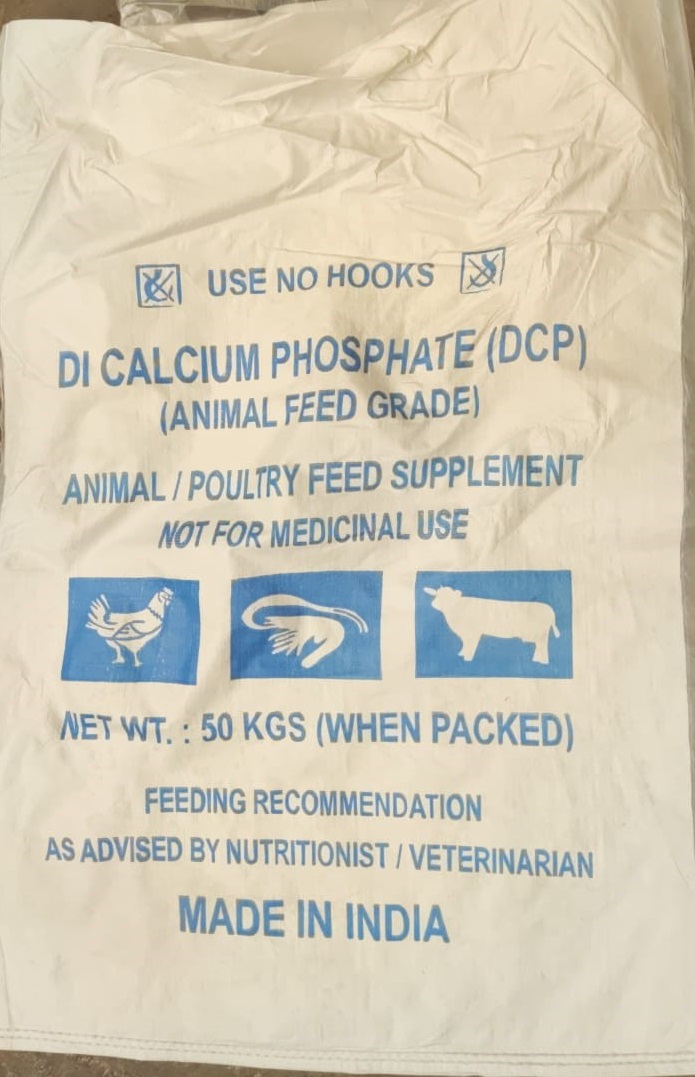 USE NO HOOKS
DI CALCIUM PHOSPHATE (DCP)
(ANIMAL FEED GRADE)
ANIMAL / POULTRY FEED SUPPLEMENT
NOT FOR MEDICINAL USE
NET WT. : 50 KGS (WHEN PACKED)
FEEDING RECOMMENDATION
AS ADVISED BY NUTRITIONIST / VETERINARIAN
MADE IN INDIA